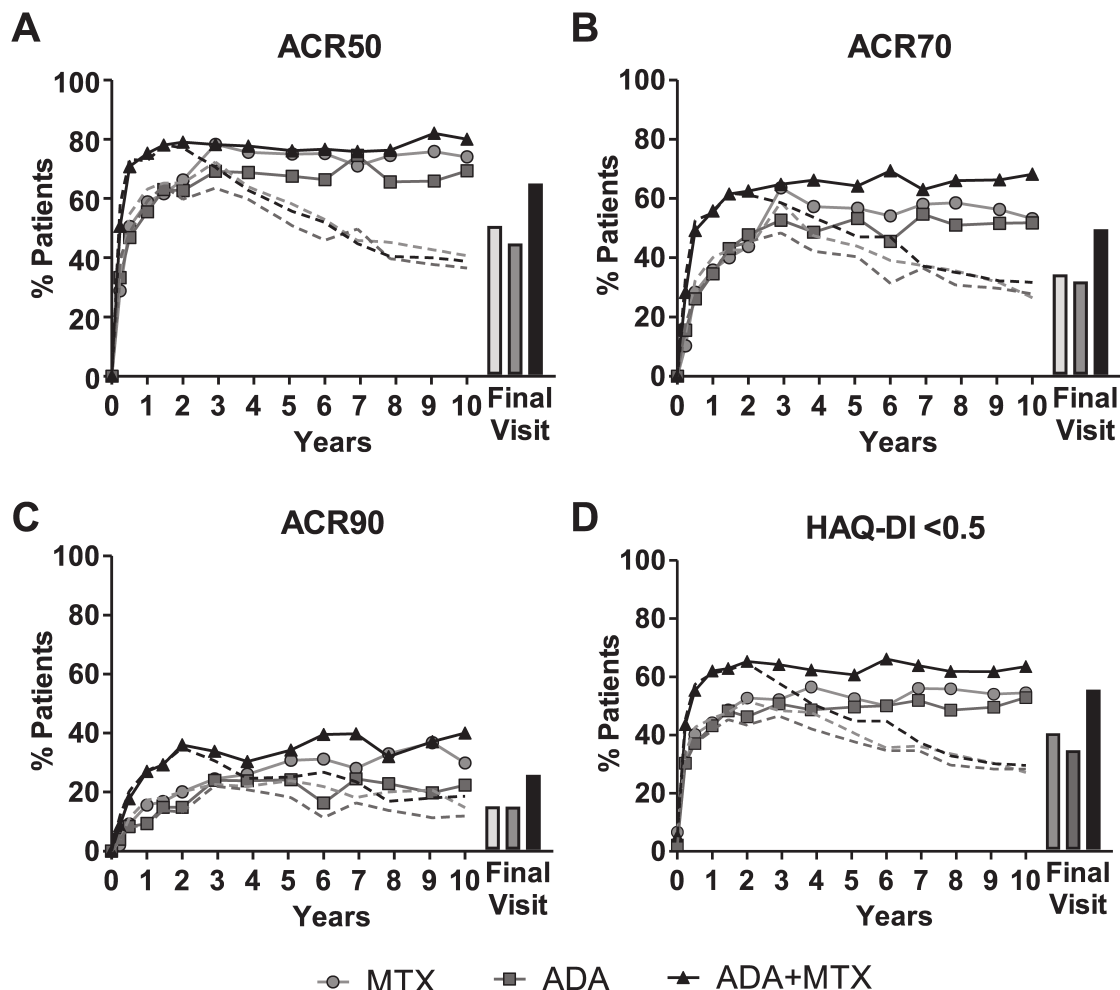 A
ACR50
100
80
60
40
20
0
% Patients
0 1 2 3 4 5 6 7 8 9 10 Final
Visit
Years
B
ACR70
100
80
60
40
20
0
% Patients
0 1 2 3 4 5 6 7 8 9 10 Final
Visit
Years
C
ACR90
100
80
60
40
20
0
% Patients
0 1 2 3 4 5 6 7 8 9 10 Final
Visit
Years
D
HAQ-DI <0.5
100
80
60
40
20
0
% Patients
0 1 2 3 4 5 6 7 8 9 10 Final
Visit
Years
MTX ADA ADA+MTX